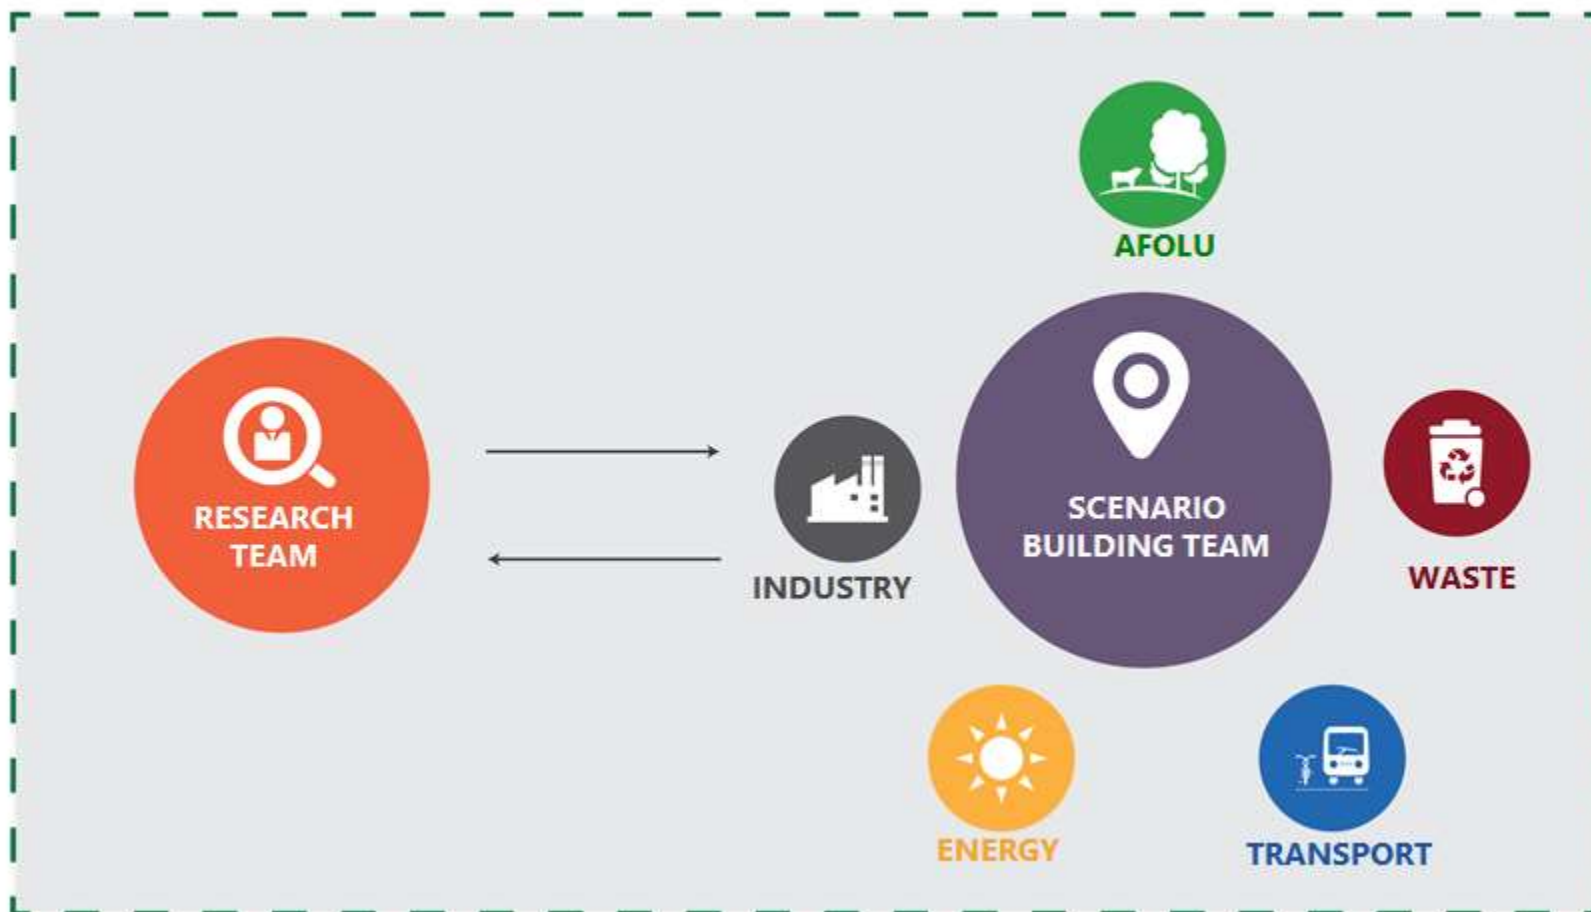 AFOLU
RESEARCH
TEAM
INDUSTRY
SCENARIO
BUILDING TEAM
WASTE
ENERGY
TRANSPORT